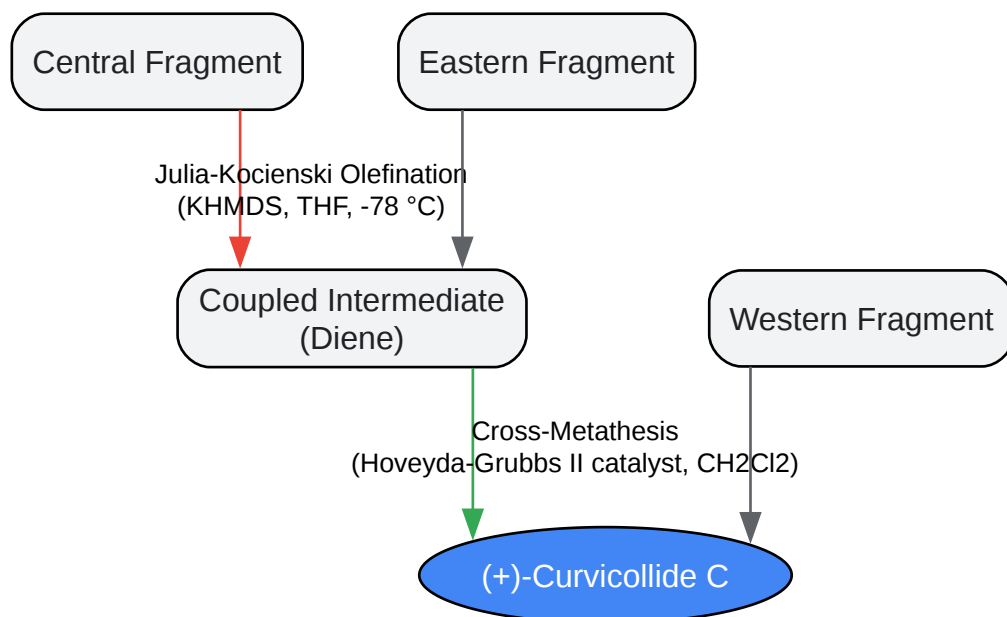 Central Fragment
Eastern Fragment
Julia-Kocienski Olefination
(KHMDS, THF, -78 °C)
Coupled Intermediate
(Diene)
Western Fragment
Cross-Metathesis
(Hoveyda-Grubbs II catalyst, CH2Cl2)
(+)-Curvicollide C